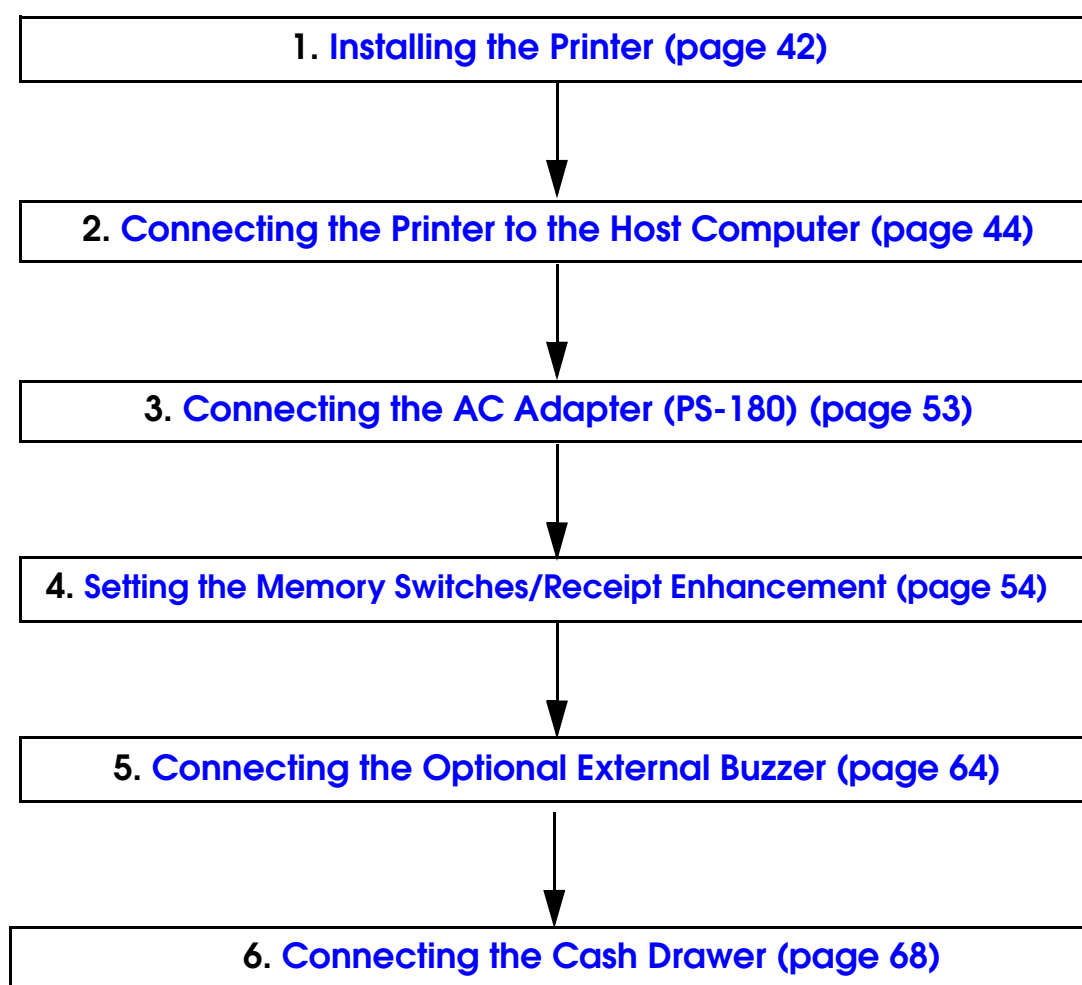 1. Installing the Printer (page 42)
2. Connecting the Printer to the Host Computer (page 44)
3. Connecting the AC Adapter (PS-180) (page 53)
4. Setting the Memory Switches/Receipt Enhancement (page 54)
5. Connecting the Optional External Buzzer (page 64)
6. Connecting the Cash Drawer (page 68)